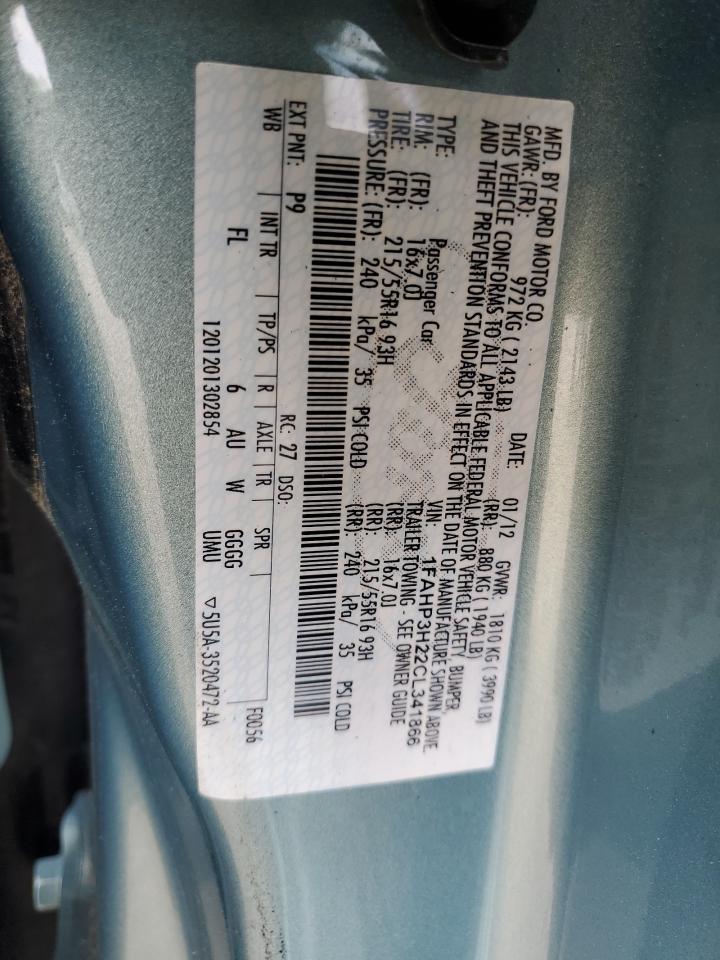 MFD. BY FORD MOTOR CO.
DATE: 01/12 GVWR: 1810 KG ( 3990 LB)
GAWR: (FR): 972 KG ( 2143 LB) (RR): 880 KG ( 1940 LB)
THIS VEHICLE CONFORMS TO ALL APPLICABLE FEDERAL MOTOR VEHICLE SAFETY, BUMPER,
AND THEFT PREVENTION STANDARDS IN EFFECT ON THE DATE OF MANUFACTURE SHOWN ABOVE.
VIN: 1FAHP3H22CL341866
TYPE: Passenger Car TRAILER TOWING - SEE OWNER GUIDE
RIM: (FR): 16x7.0J (RR): 16x7.0J
TIRE: (FR): 215/55R16 93H (RR): 215/55R16 93H
PRESSURE: (FR): 240 kPa/ 35 PSI COLD (RR): 240 kPa/ 35 PSI COLD
EXT PNT: P9 RC: 27 DSO: F0056
WB INT TR TP/PS R AXLE TR SPR
FL 6 AU W GGGG
1201201302854 UMU ▽5U5A-3520472-AA